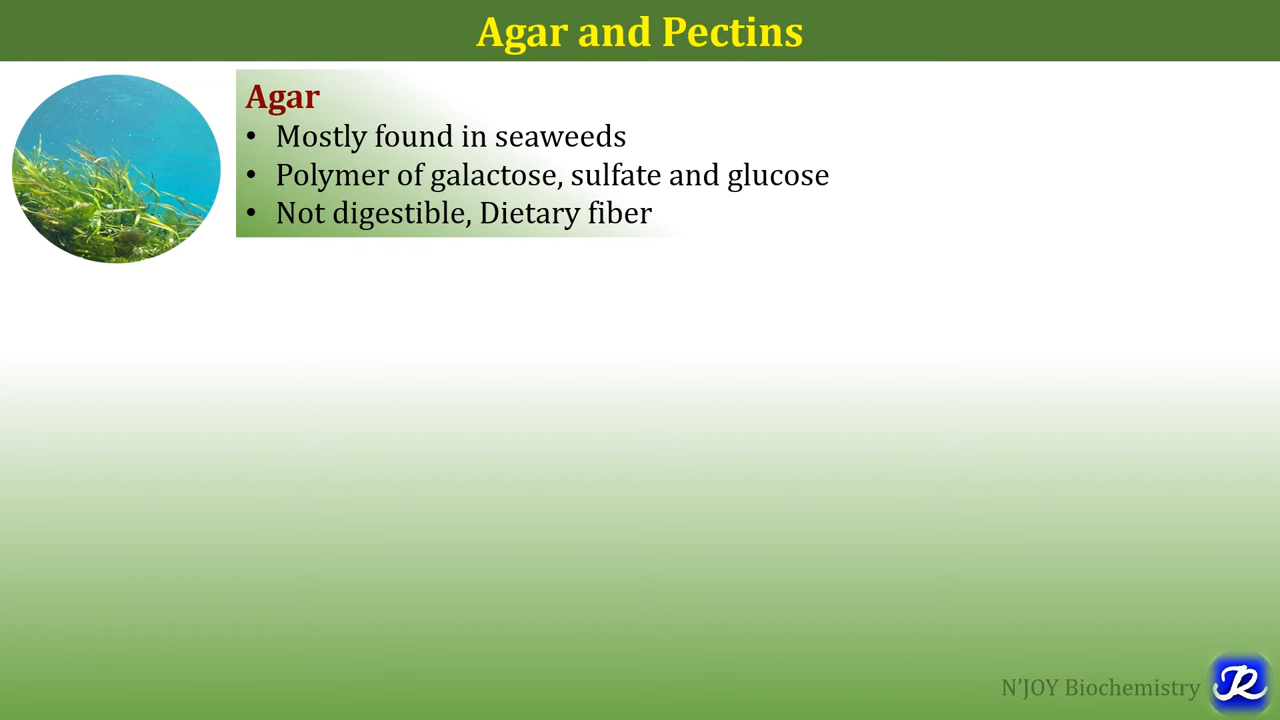 Agar and Pectins
Agar
• Mostly found in seaweeds
• Polymer of galactose, sulfate and glucose
• Not digestible, Dietary fiber
N’JOY Biochemistry
JR